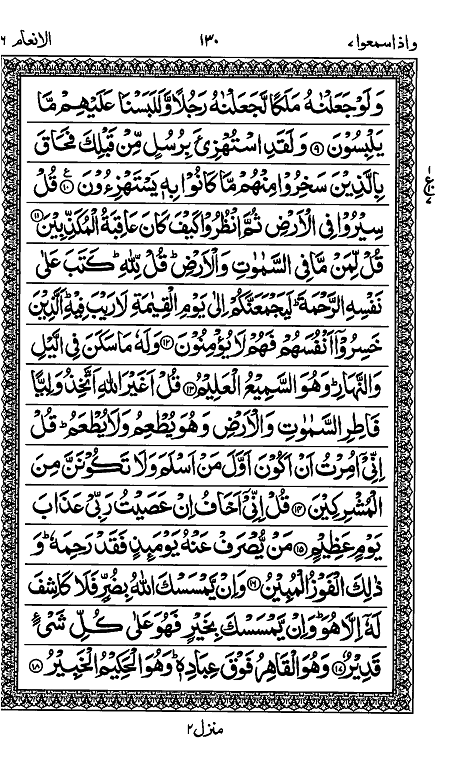 واذاسمعوا ٧ ١٣٠ الانعام ٦
وَلَوْ جَعَلْنٰهُ مَلَكًا لَّجَعَلْنٰهُ رَجُلًا وَّلَلَبَسْنَا عَلَيْهِمْ مَّا
يَلْبِسُوْنَ ﴿٩﴾ وَلَقَدِ اسْتُهْزِئَ بِرُسُلٍ مِّنْ قَبْلِكَ فَحَاقَ
بِالَّذِيْنَ سَخِرُوْا مِنْهُمْ مَّا كَانُوْا بِهٖ يَسْتَهْزِءُوْنَ ﴿١٠﴾ قُلْ
سِيْرُوْا فِى الْاَرْضِ ثُمَّ انْظُرُوْا كَيْفَ كَانَ عَاقِبَةُ الْمُكَذِّبِيْنَ ﴿١١﴾
قُلْ لِّمَنْ مَّا فِى السَّمٰوٰتِ وَالْاَرْضِ ؕ قُلْ لِّلّٰهِ ؕ كَتَبَ عَلٰى
نَفْسِهِ الرَّحْمَةَ ؕ لَيَجْمَعَنَّكُمْ اِلٰى يَوْمِ الْقِيٰمَةِ لَا رَيْبَ فِيْهِ ؕ اَلَّذِيْنَ
خَسِرُوْۤا اَنْفُسَهُمْ فَهُمْ لَا يُؤْمِنُوْنَ ﴿١٢﴾ وَلَهٗ مَا سَكَنَ فِى الَّيْلِ
وَالنَّهَارِ ؕ وَهُوَ السَّمِيْعُ الْعَلِيْمُ ﴿١٣﴾ قُلْ اَغَيْرَ اللّٰهِ اَتَّخِذُ وَلِيًّا
فَاطِرِ السَّمٰوٰتِ وَالْاَرْضِ وَهُوَ يُطْعِمُ وَلَا يُطْعَمُ ؕ قُلْ
اِنِّىْۤ اُمِرْتُ اَنْ اَكُوْنَ اَوَّلَ مَنْ اَسْلَمَ وَلَا تَكُوْنَنَّ مِنَ
الْمُشْرِكِيْنَ ﴿١٤﴾ قُلْ اِنِّىْۤ اَخَافُ اِنْ عَصَيْتُ رَبِّىْ عَذَابَ
يَوْمٍ عَظِيْمٍ ﴿١٥﴾ مَنْ يُّصْرَفْ عَنْهُ يَوْمَئِذٍ فَقَدْ رَحِمَهٗ ؕ وَ
ذٰلِكَ الْفَوْزُ الْمُبِيْنُ ﴿١٦﴾ وَاِنْ يَّمْسَسْكَ اللّٰهُ بِضُرٍّ فَلَا كَاشِفَ
لَهٗۤ اِلَّا هُوَ ؕ وَاِنْ يَّمْسَسْكَ بِخَيْرٍ فَهُوَ عَلٰى كُلِّ شَىْءٍ
قَدِيْرٌ ﴿١٧﴾ وَهُوَ الْقَاهِرُ فَوْقَ عِبَادِهٖ ؕ وَهُوَ الْحَكِيْمُ الْخَبِيْرُ ﴿١٨﴾
منزل ٢